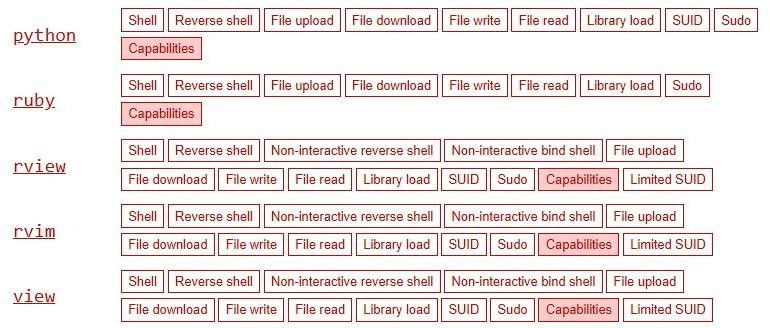 python Shell Reverse shell File upload File download File write File read Library load SUID Sudo
Capabilities
ruby Shell Reverse shell File upload File download File write File read Library load Sudo
Capabilities
rview Shell Reverse shell Non-interactive reverse shell Non-interactive bind shell File upload
File download File write File read Library load SUID Sudo Capabilities Limited SUID
rvim Shell Reverse shell Non-interactive reverse shell Non-interactive bind shell File upload
File download File write File read Library load SUID Sudo Capabilities Limited SUID
view Shell Reverse shell Non-interactive reverse shell Non-interactive bind shell File upload
File download File write File read Library load SUID Sudo Capabilities Limited SUID